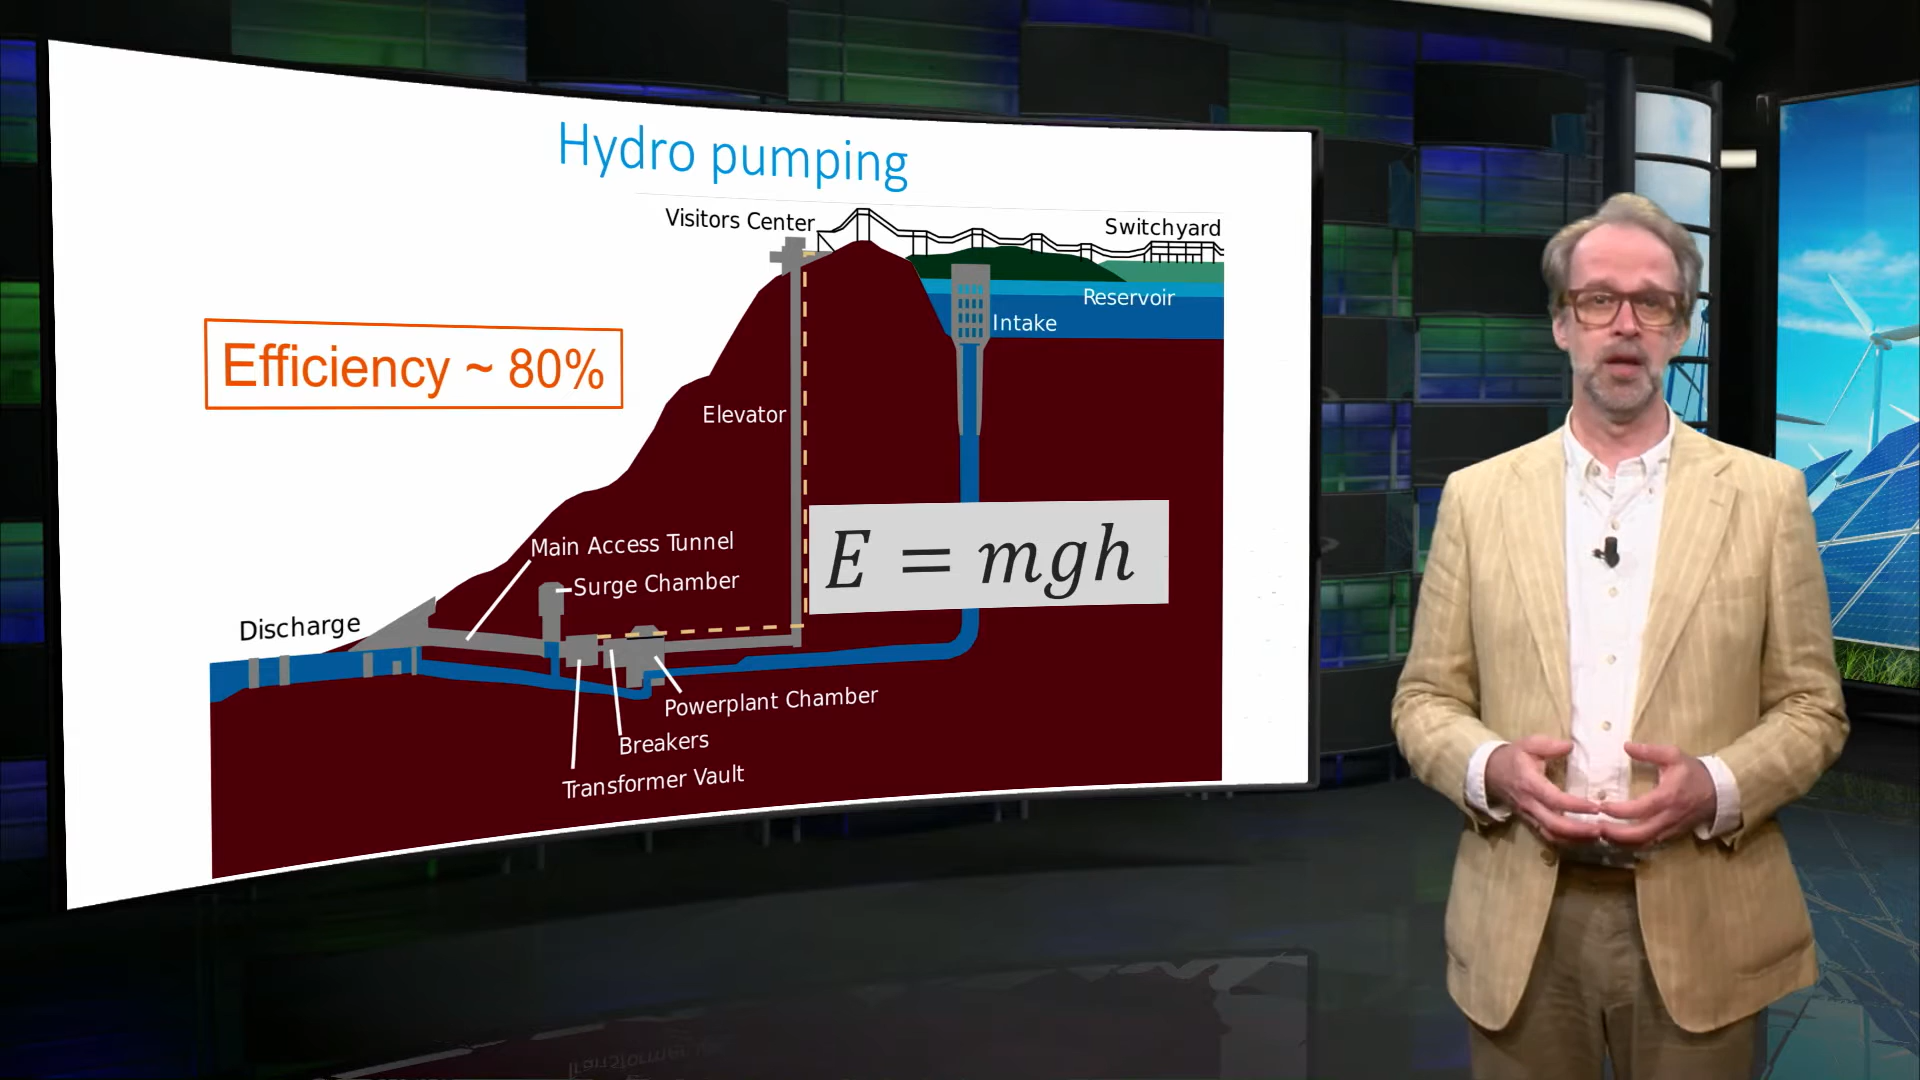 Hydro pumping
Visitors Center
Switchyard
Reservoir
Intake
Efficiency ~ 80%
Elevator
E = mgh
Main Access Tunnel
Surge Chamber
Discharge
Powerplant Chamber
Breakers
Transformer Vault